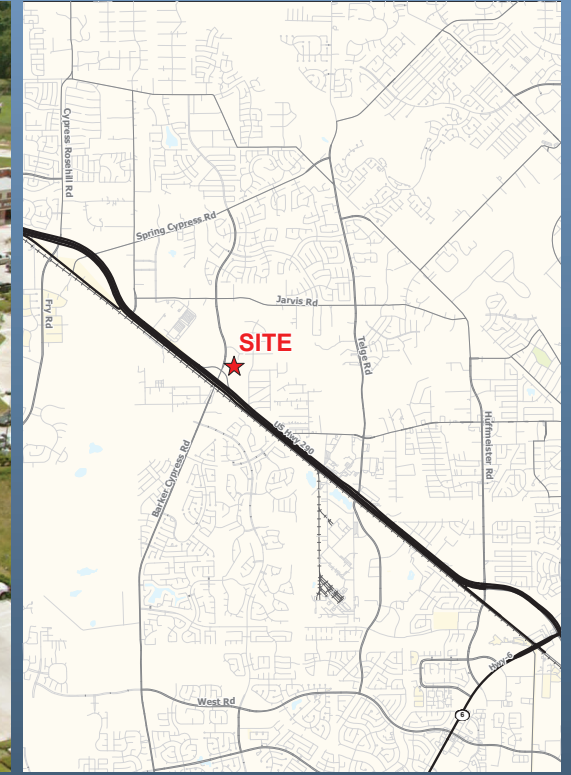 Cypress Rosehill Rd
Spring Cypress Rd
Jarvis Rd
Fry Rd
SITE
Telge Rd
US Hwy 290
Huffmeister Rd
Barker Cypress Rd
Hwy 6
West Rd
6